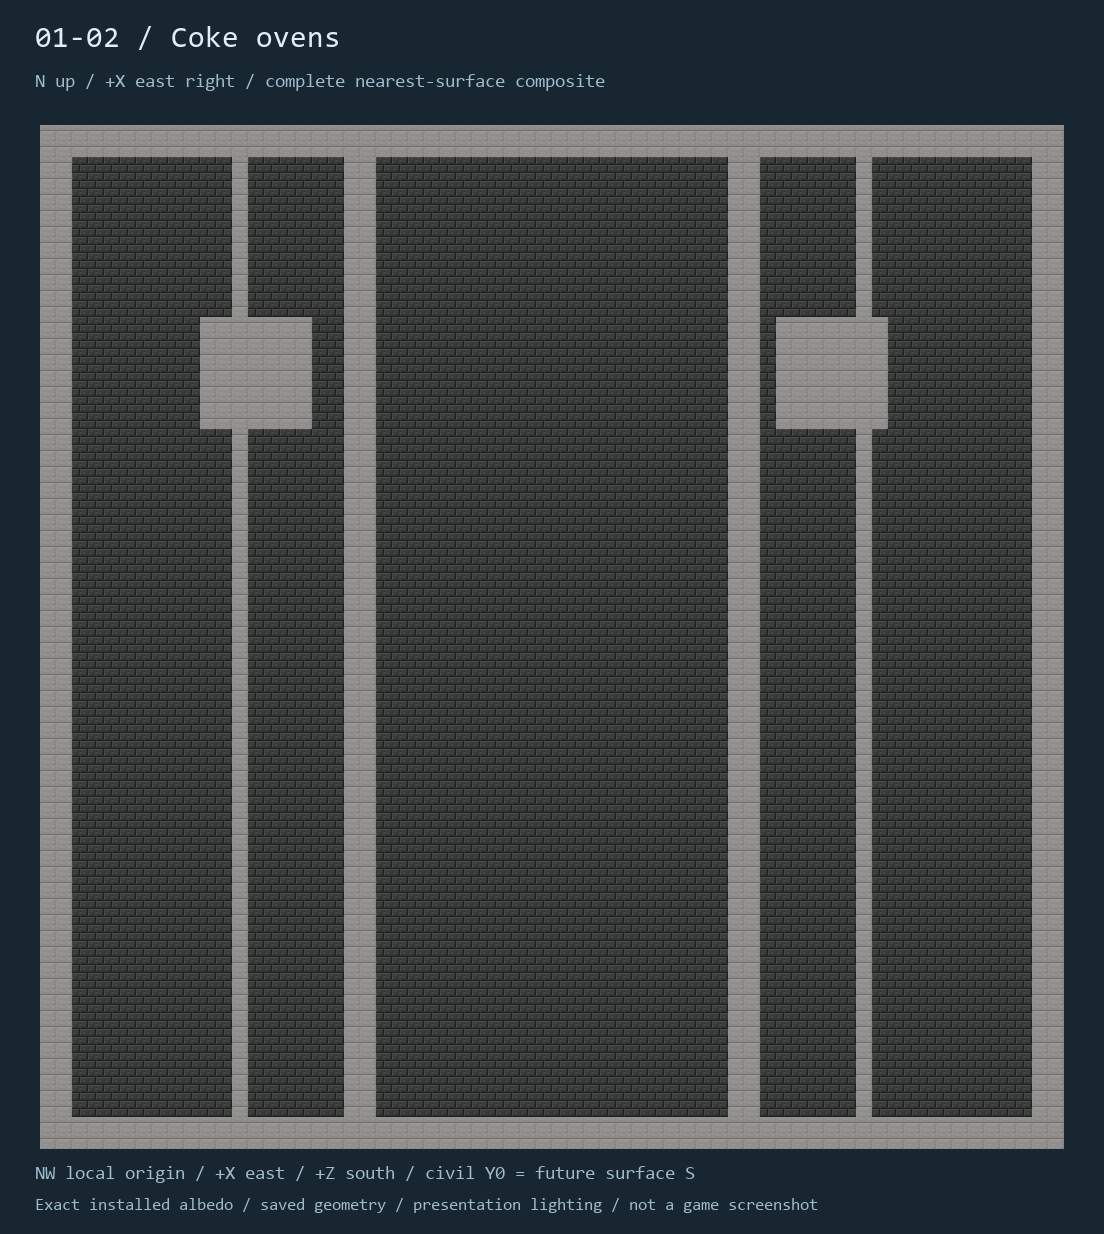 01-02 / Coke ovens
N up / +X east right / complete nearest-surface composite
NW local origin / +X east / +Z south / civil Y0 = future surface S
Exact installed albedo / saved geometry / presentation lighting / not a game screenshot